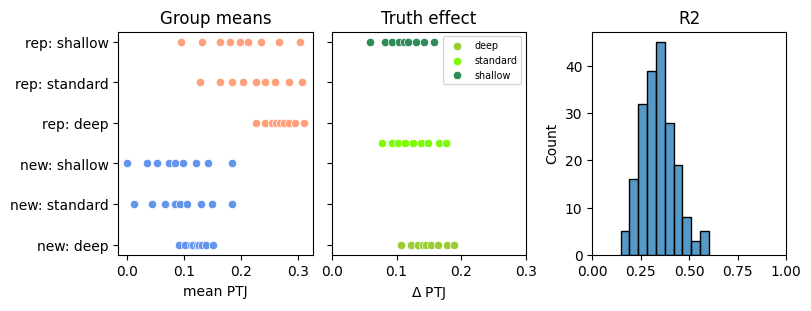 Group means
Truth effect
R2
rep: shallow
rep: standard
rep: deep
new: shallow
new: standard
new: deep
0.0 0.1 0.2 0.3
mean PTJ
deep
standard
shallow
0.0 0.1 0.2 0.3
Δ PTJ
Count
40
30
20
10
0
0.00 0.25 0.50 0.75 1.00